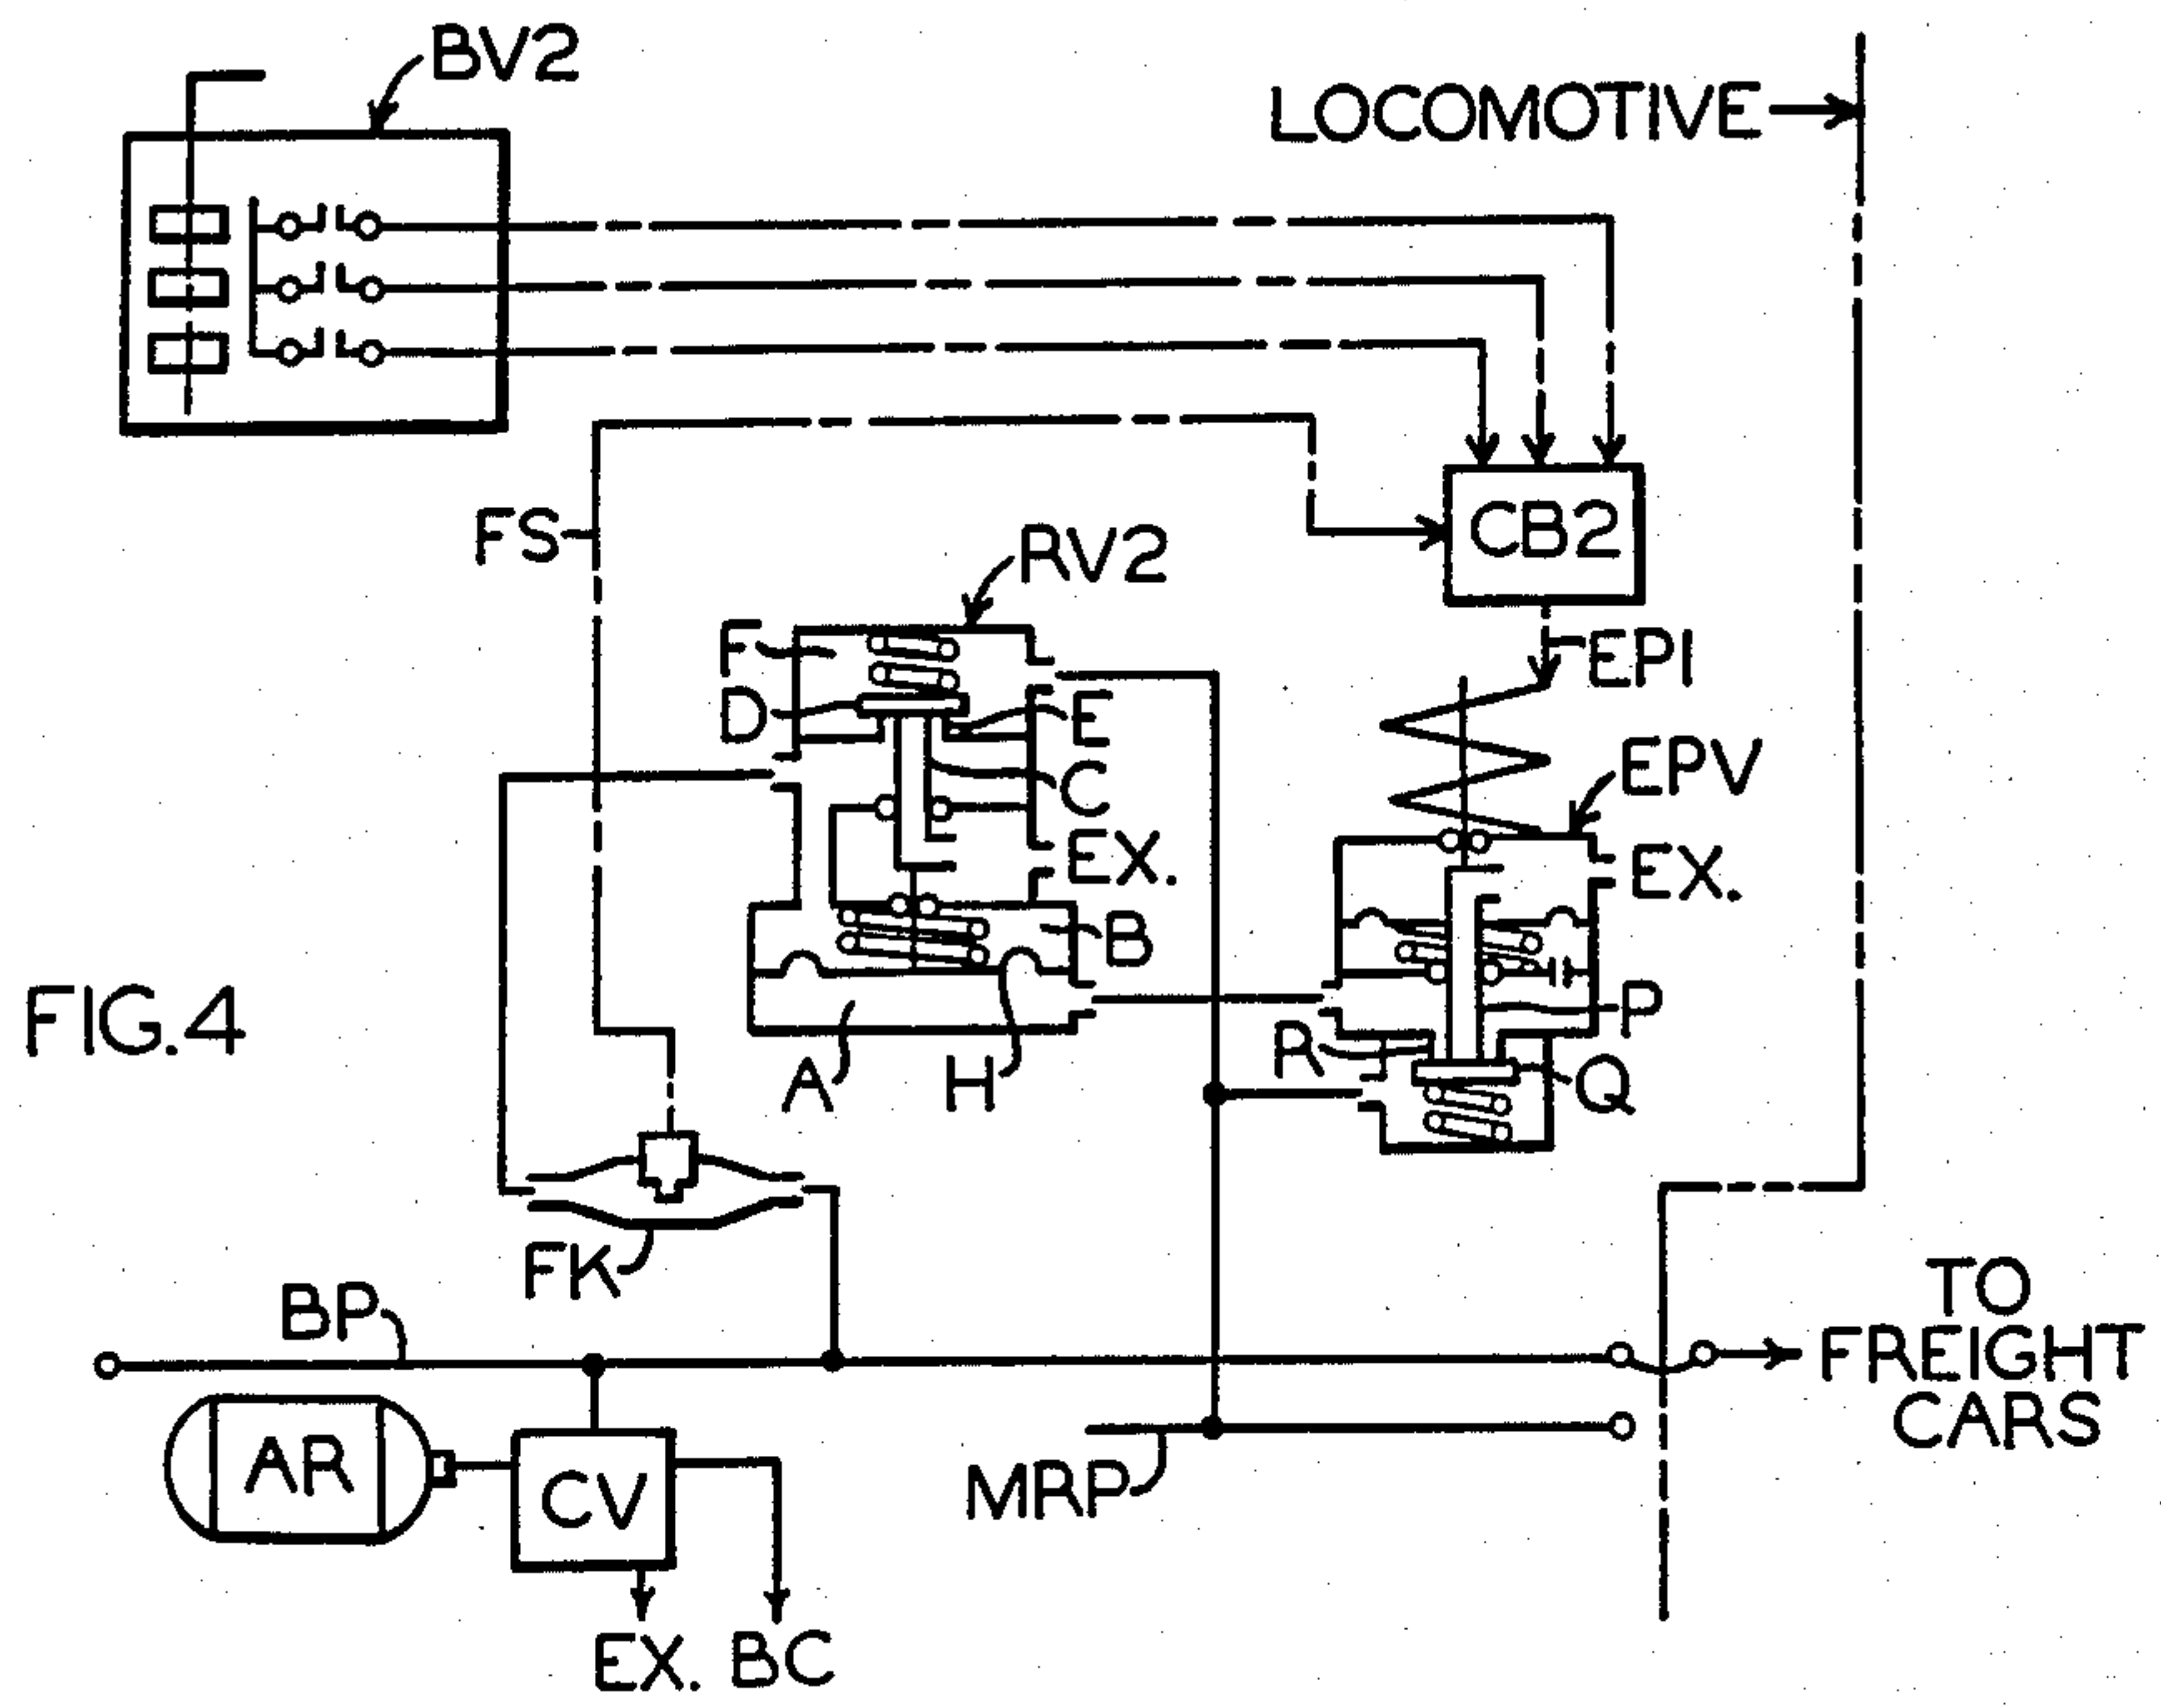 BV2
LOCOMOTIVE
FS
RV2
CB2
F
EPI
D
E
C
EPV
EX.
EX.
B
FIG.4
P
R
A
H
Q
FK
BP
TO
FREIGHT
CARS
AR
CV
MRP
EX.
BC